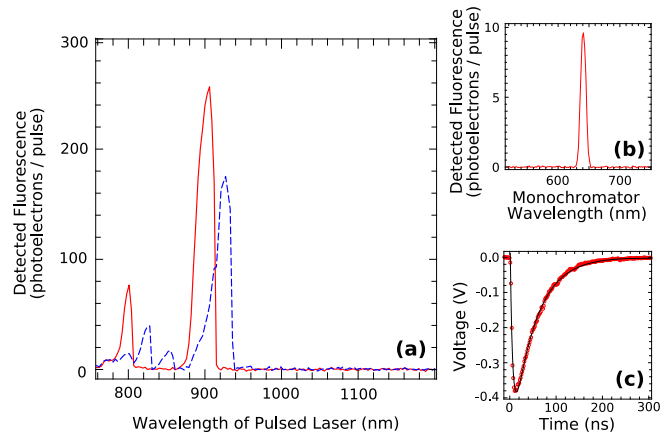 300
200
100
0
800
900
1000
1100
Detected Fluorescence
(photoelectrons / pulse)
Wavelength of Pulsed Laser (nm)
(a)
10
5
0
600
700
Detected Fluorescence
(photoelectrons / pulse)
Monochromator
Wavelength (nm)
(b)
0.0
-0.1
-0.2
-0.3
-0.4
0
100
200
300
Voltage (V)
Time (ns)
(c)